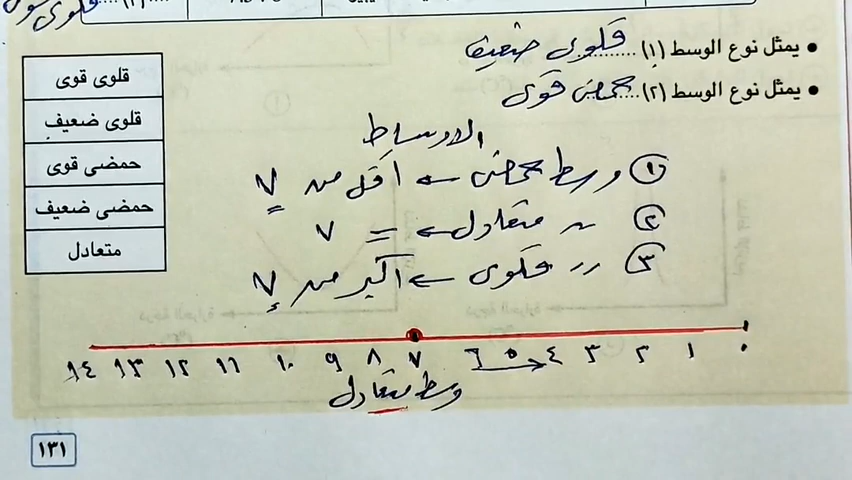 • يمثل نوع الوسط (١) قلوي ضعيف
• يمثل نوع الوسط (٢) حمضى قوى
قلوى قوى
قلوى ضعيف
حمضى قوى
حمضى ضعيف
متعادل
الاوساط
① وسط حمضى ← أقل من ٧
② 〃 متعادل ← = ٧
③ 〃 قلوى ← أكبر من ٧
٠ ١ ٢ ٣ ٤ ٥ ٦ ٧ ٨ ٩ ١٠ ١١ ١٢ ١٣ ١٤
وسط متعادل
١٣١